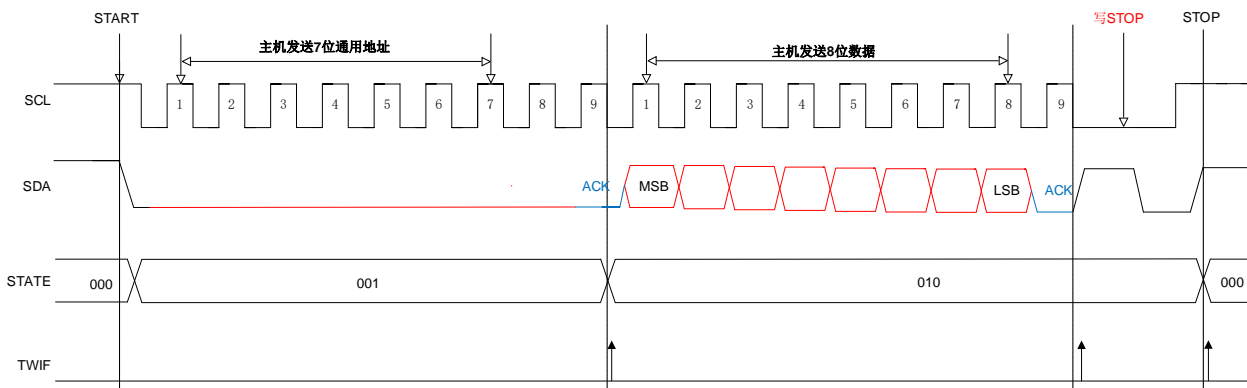 START 写STOP STOP
主机发送7位通用地址 主机发送8位数据
SCL 1 2 3 4 5 6 7 8 9 1 2 3 4 5 6 7 8 9
SDA ACK MSB LSB ACK
STATE 000 001 010 000
TWIF